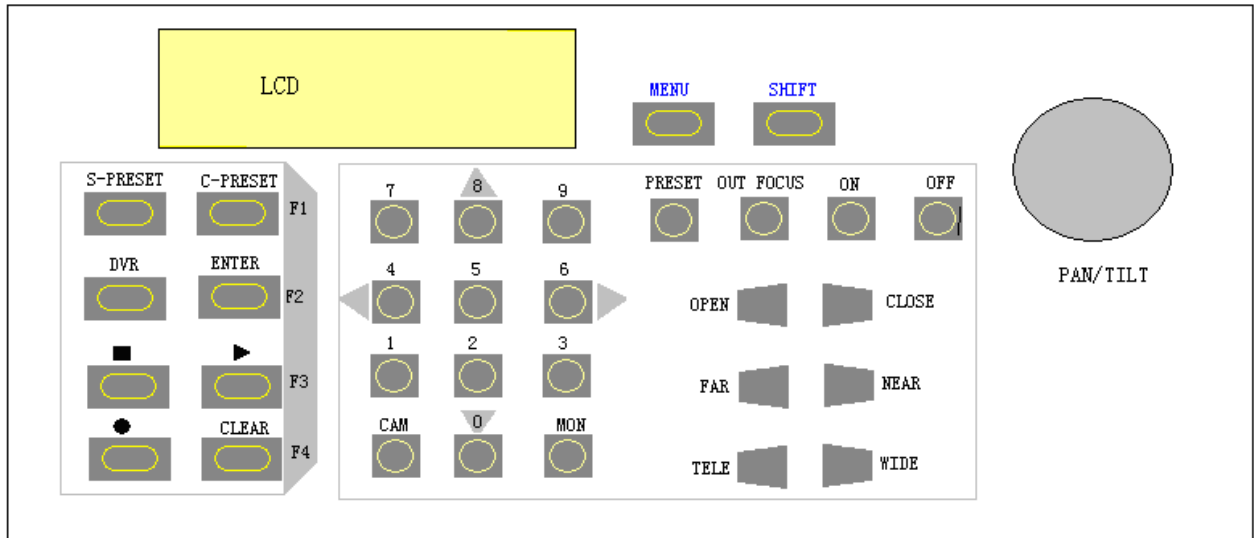 LCD
MENU SHIFT
S-PRESET C-PRESET F1
7 8 9
PRESET OUT FOCUS ON OFF
DVR ENTER F2
4 5 6
OPEN CLOSE
PAN/TILT
F3
1 2 3
FAR NEAR
CLEAR F4
CAM 0 MON
TELE WIDE